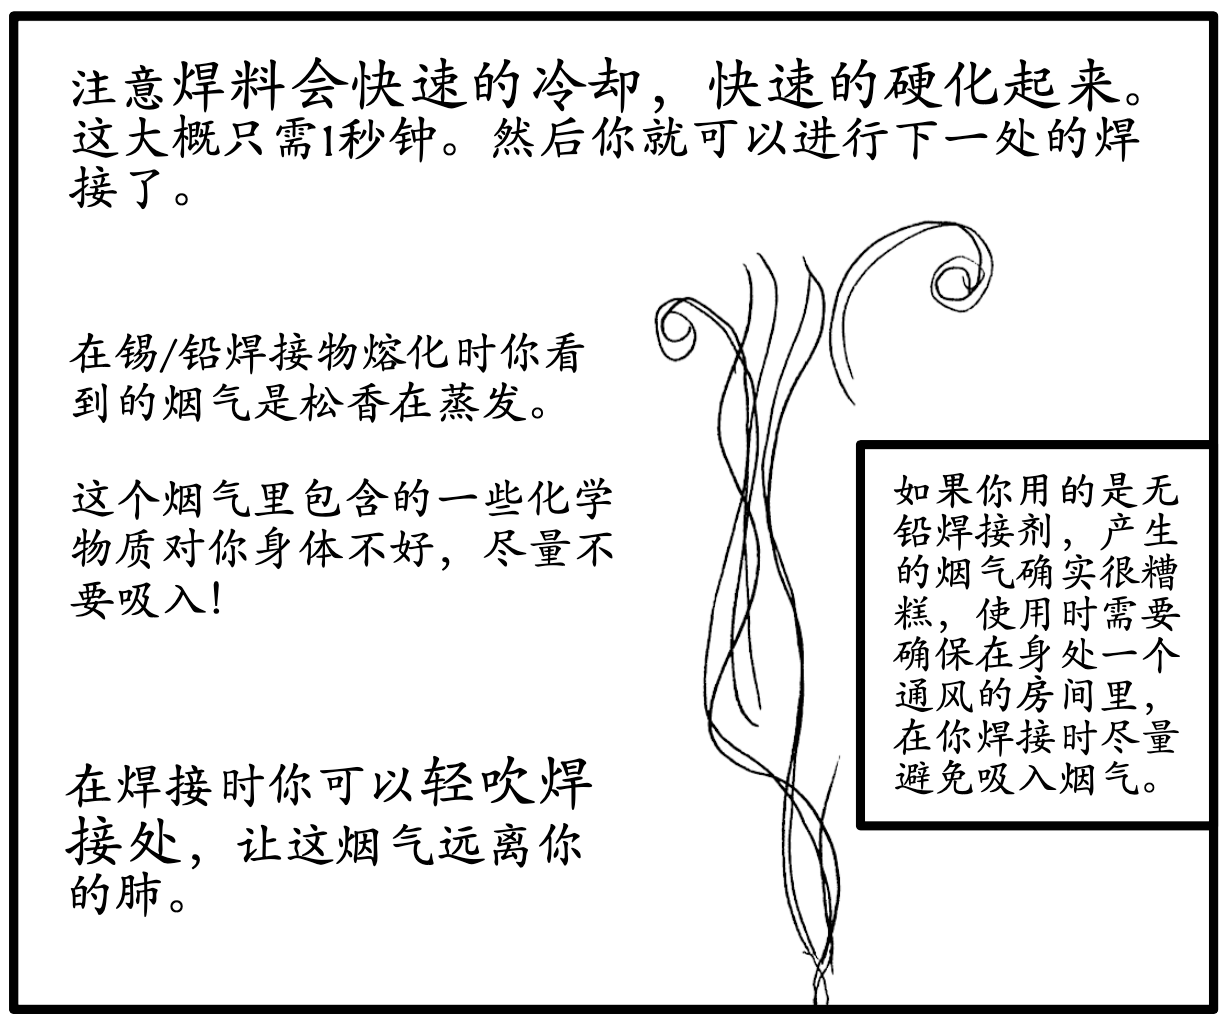 注意焊料会快速的冷却，快速的硬化起来。
这大概只需1秒钟。然后你就可以进行下一处的焊
接了。
在锡/铅焊接物熔化时你看
到的烟气是松香在蒸发。
这个烟气里包含的一些化学
物质对你身体不好，尽量不
要吸入!
如果你用的是无
铅焊接剂，产生
的烟气确实很糟
糕，使用时需要
确保在身处一个
通风的房间里，
在你焊接时尽量
避免吸入烟气。
在焊接时你可以轻吹焊
接处，让这烟气远离你
的肺。